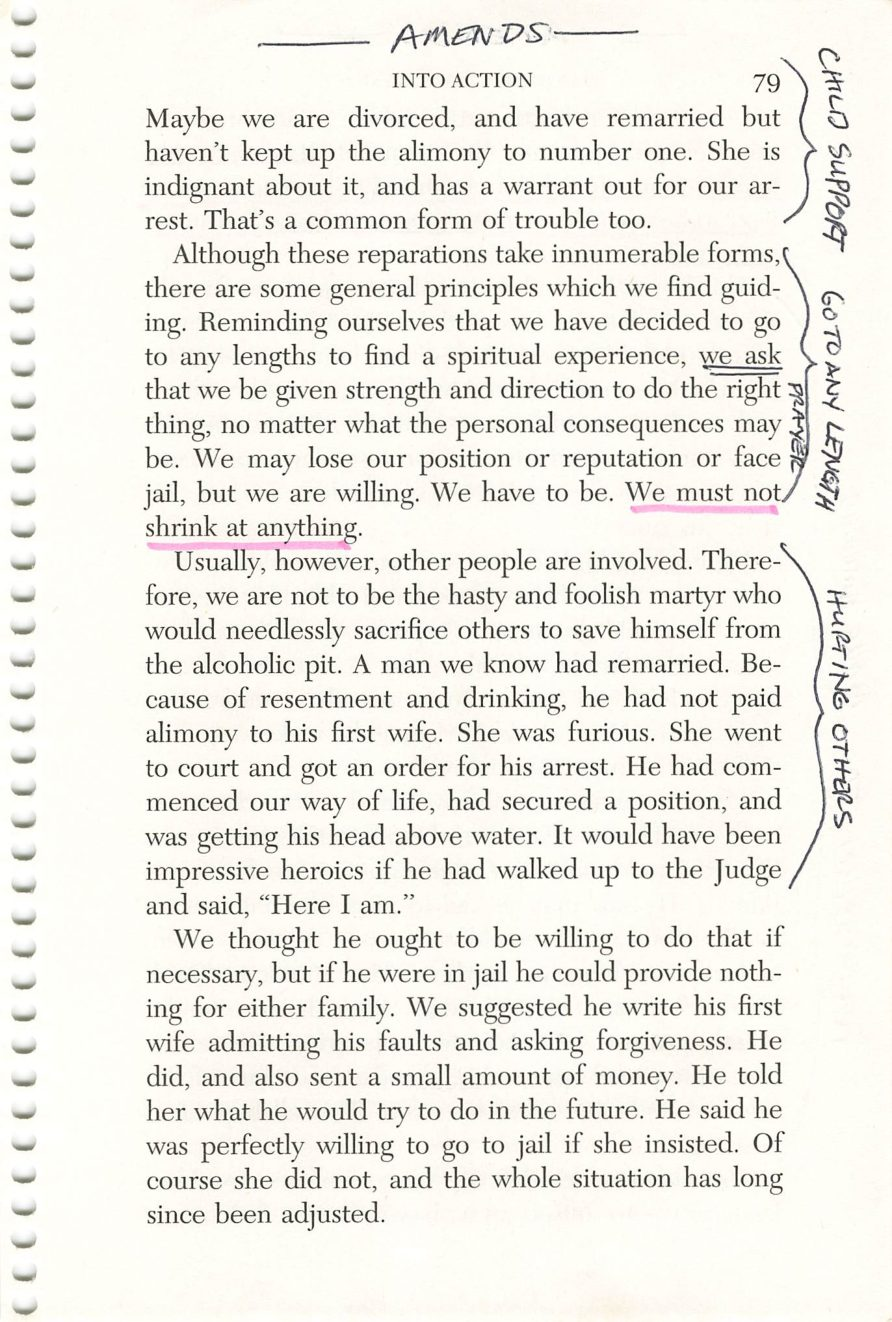 AMENDS
INTO ACTION 79
Maybe we are divorced, and have remarried but
haven't kept up the alimony to number one. She is
indignant about it, and has a warrant out for our ar-
rest. That's a common form of trouble too.
CHILD SUPPORT
Although these reparations take innumerable forms,
there are some general principles which we find guid-
ing. Reminding ourselves that we have decided to go
to any lengths to find a spiritual experience, we ask
that we be given strength and direction to do the right
thing, no matter what the personal consequences may
be. We may lose our position or reputation or face
jail, but we are willing. We have to be. We must not
shrink at anything.
PRAYER
GO TO ANY LENGTH
Usually, however, other people are involved. There-
fore, we are not to be the hasty and foolish martyr who
would needlessly sacrifice others to save himself from
the alcoholic pit. A man we know had remarried. Be-
cause of resentment and drinking, he had not paid
alimony to his first wife. She was furious. She went
to court and got an order for his arrest. He had com-
menced our way of life, had secured a position, and
was getting his head above water. It would have been
impressive heroics if he had walked up to the Judge
and said, “Here I am.”
HURTING OTHERS
We thought he ought to be willing to do that if
necessary, but if he were in jail he could provide noth-
ing for either family. We suggested he write his first
wife admitting his faults and asking forgiveness. He
did, and also sent a small amount of money. He told
her what he would try to do in the future. He said he
was perfectly willing to go to jail if she insisted. Of
course she did not, and the whole situation has long
since been adjusted.